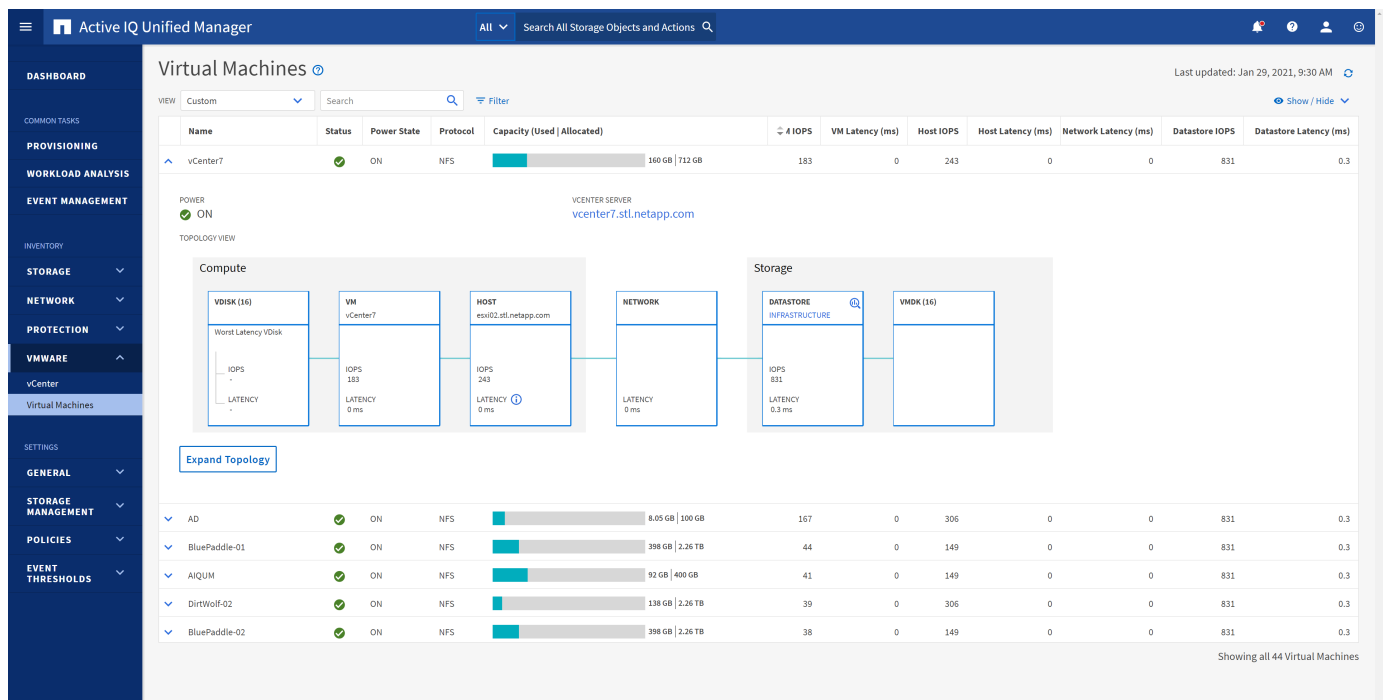 Active IQ Unified Manager
All
Search All Storage Objects and Actions
DASHBOARD
COMMON TASKS
PROVISIONING
WORKLOAD ANALYSIS
EVENT MANAGEMENT
INVENTORY
STORAGE
NETWORK
PROTECTION
VMWARE
vCenter
Virtual Machines
SETTINGS
GENERAL
STORAGE
MANAGEMENT
POLICIES
EVENT
THRESHOLDS
Virtual Machines
Last updated: Jan 29, 2021, 9:30 AM
VIEW Custom Search Filter Show / Hide
Name Status Power State Protocol Capacity (Used | Allocated) IOPS VM Latency (ms) Host IOPS Host Latency (ms) Network Latency (ms) Datastore IOPS Datastore Latency (ms)
vCenter7 ON NFS 160 GB | 712 GB 183 0 243 0 0 831 0.3
POWER
ON
VCENTER SERVER
vcenter7.stl.netapp.com
TOPOLOGY VIEW
Compute
VDISK (16)
Worst Latency VDisk
IOPS
-
LATENCY
-
VM
vCenter7
IOPS
183
LATENCY
0 ms
HOST
esxi02.stl.netapp.com
IOPS
243
LATENCY
0 ms
NETWORK
LATENCY
0 ms
Storage
DATASTORE
INFRASTRUCTURE
IOPS
831
LATENCY
0.3 ms
VMDK (16)
Expand Topology
AD ON NFS 8.05 GB | 100 GB 167 0 306 0 0 831 0.3
BluePaddle-01 ON NFS 398 GB | 2.26 TB 44 0 149 0 0 831 0.3
AIQUM ON NFS 92 GB | 400 GB 41 0 149 0 0 831 0.3
DirtWolf-02 ON NFS 138 GB | 2.26 TB 39 0 306 0 0 831 0.3
BluePaddle-02 ON NFS 398 GB | 2.26 TB 38 0 149 0 0 831 0.3
Showing all 44 Virtual Machines